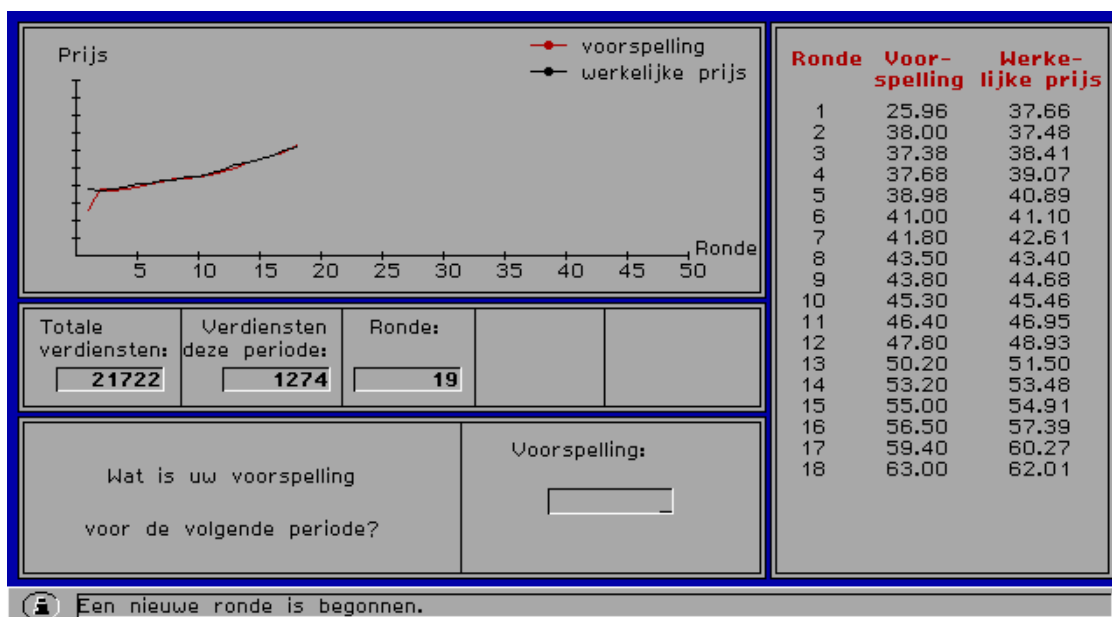 Prijs
voorspelling
werkelijke prijs
Ronde
5 10 15 20 25 30 35 40 45 50
Totale verdiensten:
21722
Verdiensten deze periode:
1274
Ronde:
19
Wat is uw voorspelling
voor de volgende periode?
Voorspelling:
_
Ronde Voor- Werke-
spelling lijke prijs
1 25.96 37.66
2 38.00 37.48
3 37.38 38.41
4 37.68 39.07
5 38.98 40.89
6 41.00 41.10
7 41.80 42.61
8 43.50 43.40
9 43.80 44.68
10 45.30 45.46
11 46.40 46.95
12 47.80 48.93
13 50.20 51.50
14 53.20 53.48
15 55.00 54.91
16 56.50 57.39
17 59.40 60.27
18 63.00 62.01
i Een nieuwe ronde is begonnen.